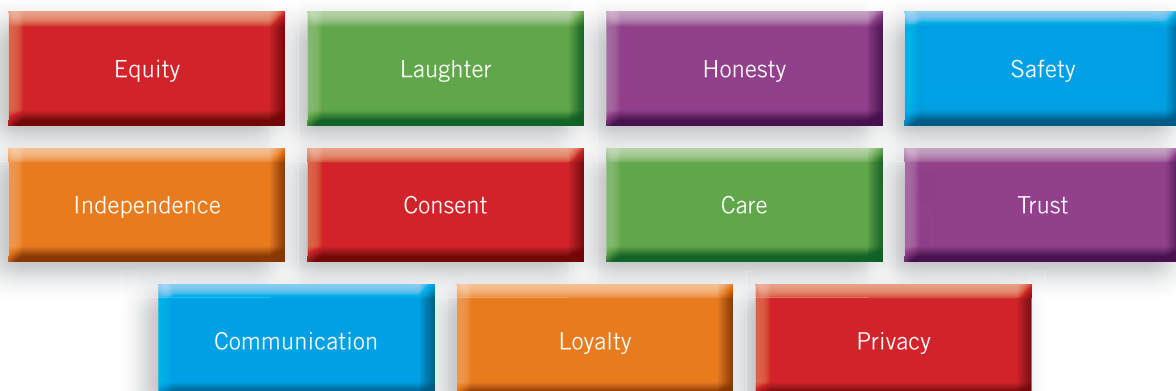 Equity
Laughter
Honesty
Safety
Independence
Consent
Care
Trust
Communication
Loyalty
Privacy